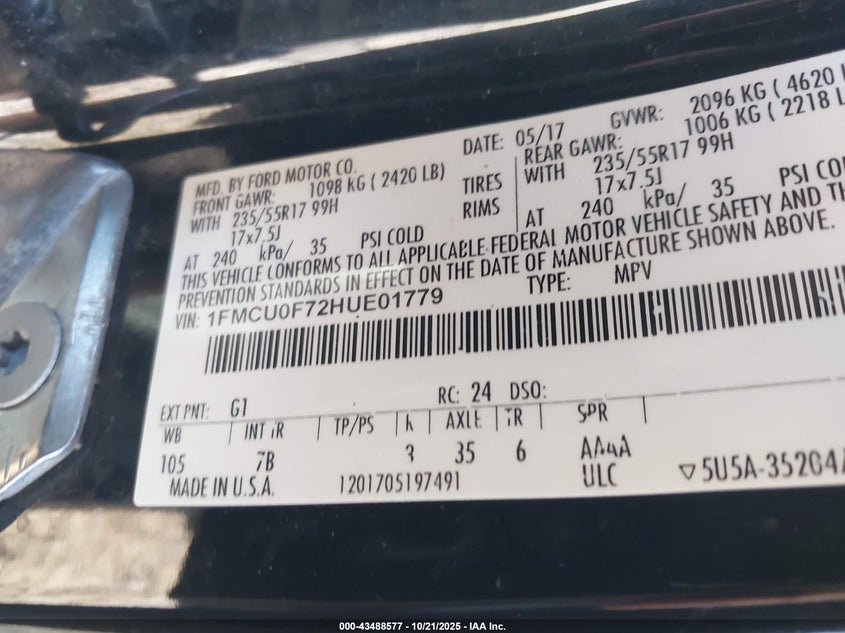 MFD. BY FORD MOTOR CO. DATE: 05/17 GVWR: 2096 KG ( 4620 L
FRONT GAWR: 1098 KG ( 2420 LB) REAR GAWR: 1006 KG ( 2218 L
WITH 235/55R17 99H TIRES WITH 235/55R17 99H
17x7.5J RIMS 17x7.5J
AT 240 kPa/ 35 PSI COLD AT 240 kPa/ 35 PSI COL
THIS VEHICLE CONFORMS TO ALL APPLICABLE FEDERAL MOTOR VEHICLE SAFETY AND TH
PREVENTION STANDARDS IN EFFECT ON THE DATE OF MANUFACTURE SHOWN ABOVE.
VIN: 1FMCU0F72HUE01779 TYPE: MPV
EXT PNT: G1 RC: 24 DSO:
WB INT TR TP/PS R AXLE TR SPR
105 7B 3 35 6 AA4A
MADE IN U.S.A. 1201705197491 ULC ▽5U5A-35204A
000-43488577 - 10/21/2025 - IAA Inc.